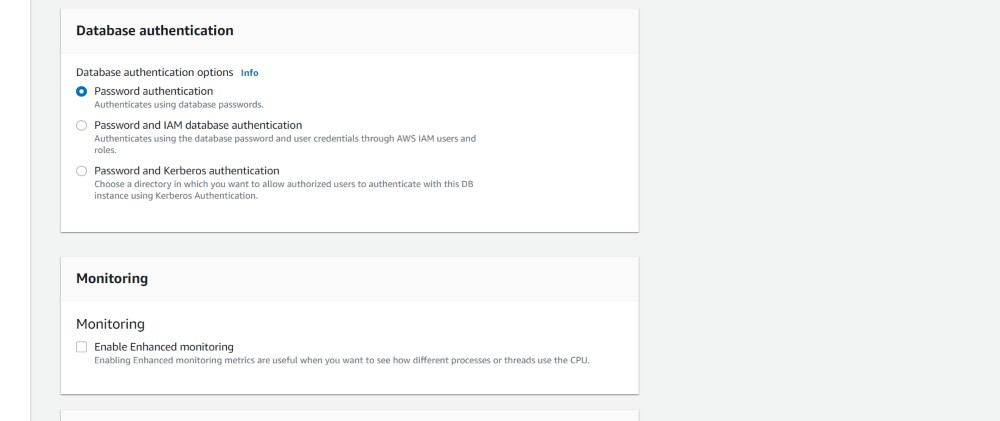 Database authentication
Database authentication options Info
Password authentication
Authenticates using database passwords.
Password and IAM database authentication
Authenticates using the database password and user credentials through AWS IAM users and
roles.
Password and Kerberos authentication
Choose a directory in which you want to allow authorized users to authenticate with this DB
instance using Kerberos Authentication.
Monitoring
Monitoring
Enable Enhanced monitoring
Enabling Enhanced monitoring metrics are useful when you want to see how different processes or threads use the CPU.